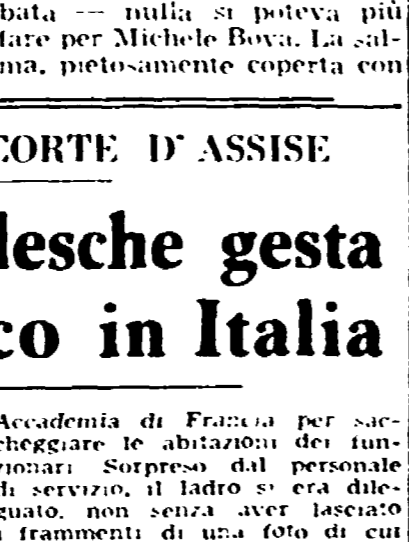 bata — nulla si poteva più
fare per Michele Bova. La sal-
ma, pietosamente coperta con
CORTE D'ASSISE
lesche gesta
co in Italia
Accademia di Francia per sac-
cheggiare le abitazioni dei fun-
zionari Sorpreso dal personale
di servizio, il ladro si era dile-
guato, non senza aver lasciato
i frammenti di una foto di cui